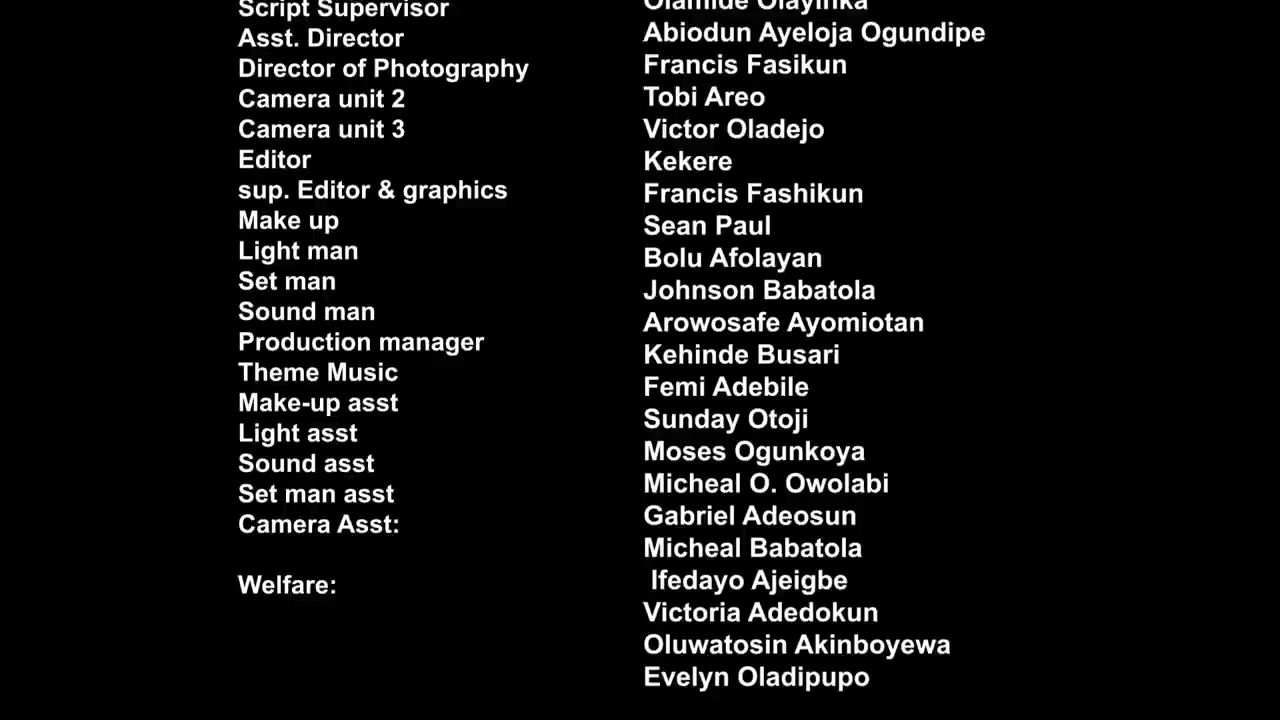 Script Supervisor
Asst. Director
Director of Photography
Camera unit 2
Camera unit 3
Editor
sup. Editor & graphics
Make up
Light man
Set man
Sound man
Production manager
Theme Music
Make-up asst
Light asst
Sound asst
Set man asst
Camera Asst:
Welfare:
Olamide Olayinka
Abiodun Ayeloja Ogundipe
Francis Fasikun
Tobi Areo
Victor Oladejo
Kekere
Francis Fashikun
Sean Paul
Bolu Afolayan
Johnson Babatola
Arowosafe Ayomiotan
Kehinde Busari
Femi Adebile
Sunday Otoji
Moses Ogunkoya
Micheal O. Owolabi
Gabriel Adeosun
Micheal Babatola
Ifedayo Ajeigbe
Victoria Adedokun
Oluwatosin Akinboyewa
Evelyn Oladipupo